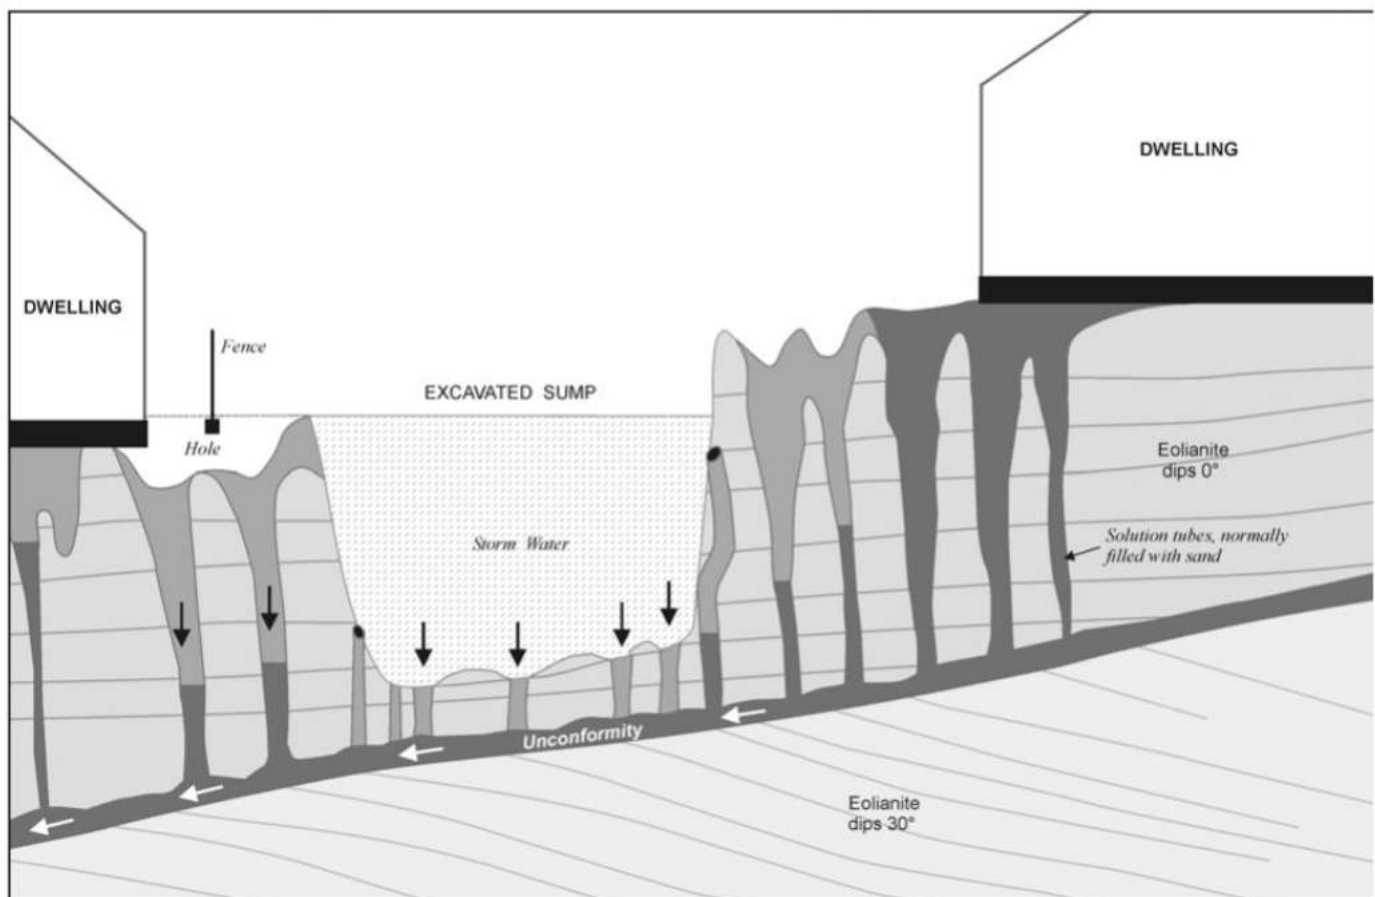 DWELLING
DWELLING
Fence
EXCAVATED SUMP
Hole
Eolianite
dips 0°
Storm Water
Solution tubes, normally
filled with sand
Unconformity
Eolianite
dips 30°